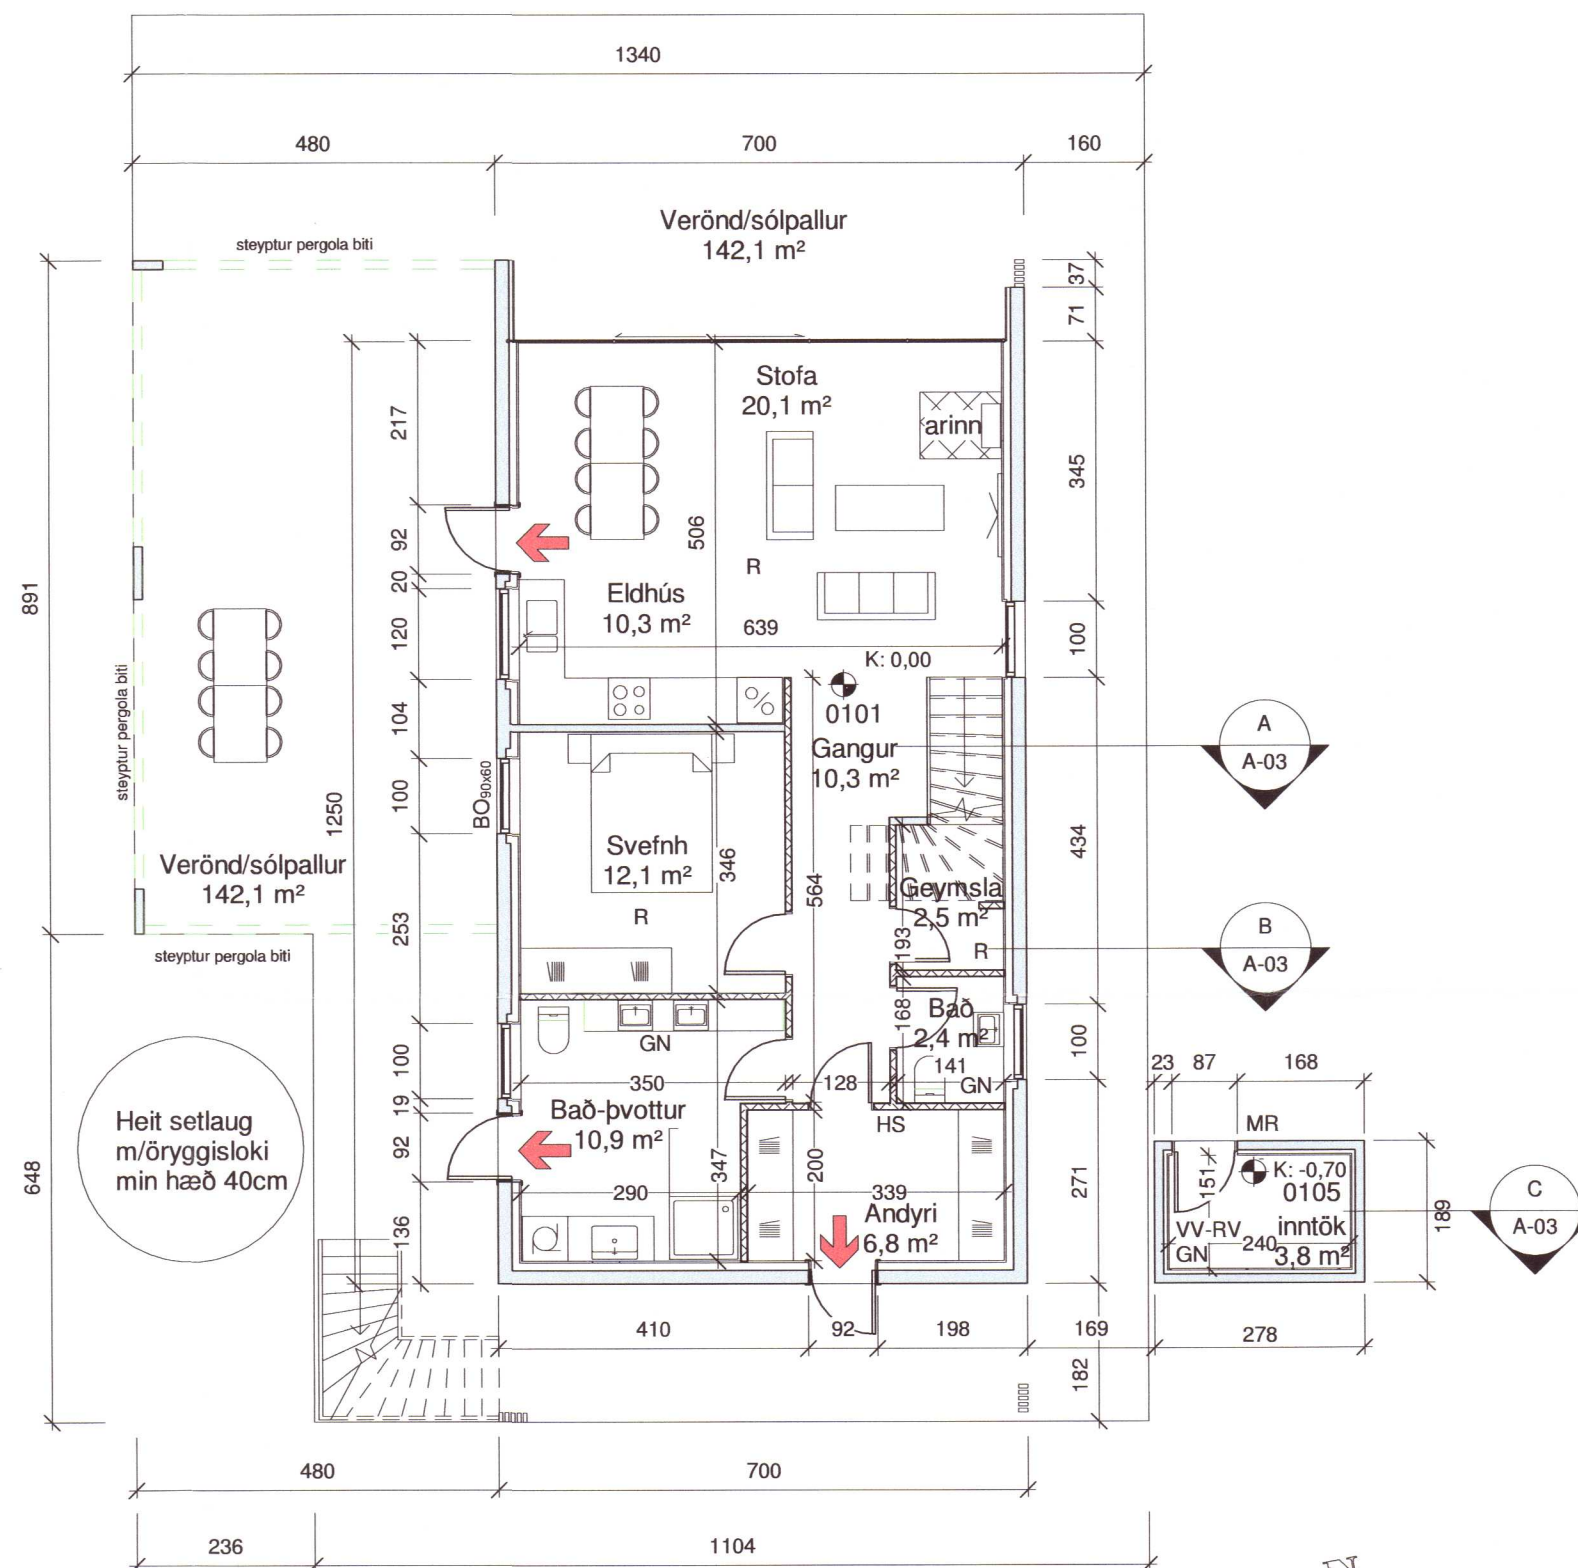 1340
480
700
160
Verönd/sólpallur
142,1 m²
steyptur pergola biti
37
71
Stofa
20,1 m²
arinn
217
345
506
92
R
20
Eldhús
10,3 m²
891
639
120
100
K: 0,00
steyptur pergola biti
104
0101
Gangur
10,3 m²
A
A-03
BO90x60
100
1250
Svefnh
12,1 m²
346
434
Verönd/sólpallur
142,1 m²
564
Geymsla
2,5 m²
R
253
193
R
B
A-03
steyptur pergola biti
168
Bað
2,4 m²
GN
100
100
141
GN
350
128
23
87
168
Heit setlaug
m/öryggisloki
min hæð 40cm
19
Bað-þvottur
10,9 m²
HS
MR
92
648
347
200
271
151
K: -0,70
0105
290
339
189
C
A-03
Andyri
6,8 m²
VV-RV
inntök
GN
240
3,8 m²
136
410
92
198
169
278
182
480
700
236
1104
N